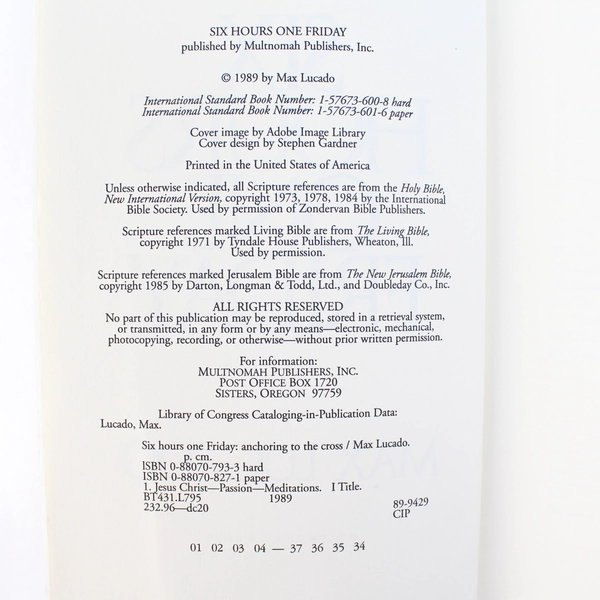 SIX HOURS ONE FRIDAY
published by Multnomah Publishers, Inc.
© 1989 by Max Lucado
International Standard Book Number: 1-57673-600-8 hard
International Standard Book Number: 1-57673-601-6 paper
Cover image by Adobe Image Library
Cover design by Stephen Gardner
Printed in the United States of America
Unless otherwise indicated, all Scripture references are from the Holy Bible,
New International Version, copyright 1973, 1978, 1984 by the International
Bible Society. Used by permission of Zondervan Bible Publishers.
Scripture references marked Living Bible are from The Living Bible,
copyright 1971 by Tyndale House Publishers, Wheaton, Ill.
Used by permission.
Scripture references marked Jerusalem Bible are from The New Jerusalem Bible,
copyright 1985 by Darton, Longman & Todd, Ltd., and Doubleday Co., Inc.
ALL RIGHTS RESERVED
No part of this publication may be reproduced, stored in a retrieval system,
or transmitted, in any form or by any means—electronic, mechanical,
photocopying, recording, or otherwise—without prior written permission.
For information:
MULTNOMAH PUBLISHERS, INC.
POST OFFICE BOX 1720
SISTERS, OREGON 97759
Library of Congress Cataloging-in-Publication Data:
Lucado, Max.
Six hours one Friday: anchoring to the cross / Max Lucado.
p. cm.
ISBN 0-88070-793-3 hard
ISBN 0-88070-827-1 paper
1. Jesus Christ—Passion—Meditations. I Title.
BT431.L795 1989
232.96—dc20
89-9429
CIP
01 02 03 04 — 37 36 35 34